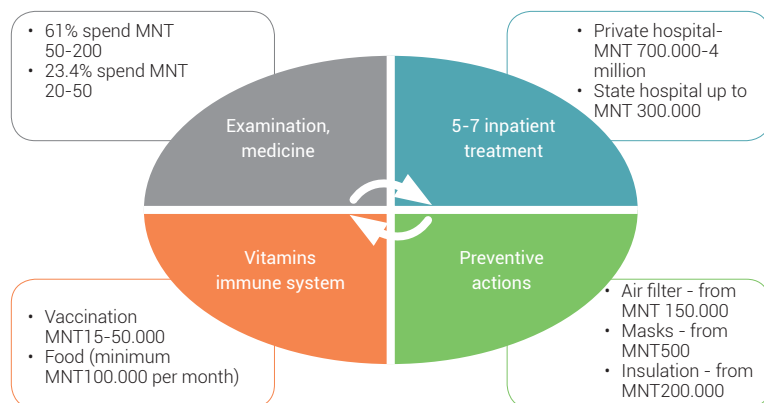 • 61% spend MNT
50-200
• 23.4% spend MNT
20-50
• Private hospital-
MNT 700.000-4
million
• State hospital up to
MNT 300.000
Examination,
medicine
5-7 inpatient
treatment
Vitamins
immune system
Preventive
actions
• Vaccination
MNT15-50.000
• Food (minimum
MNT100.000 per month)
• Air filter - from
MNT 150.000
• Masks - from
MNT500
• Insulation - from
MNT200.000